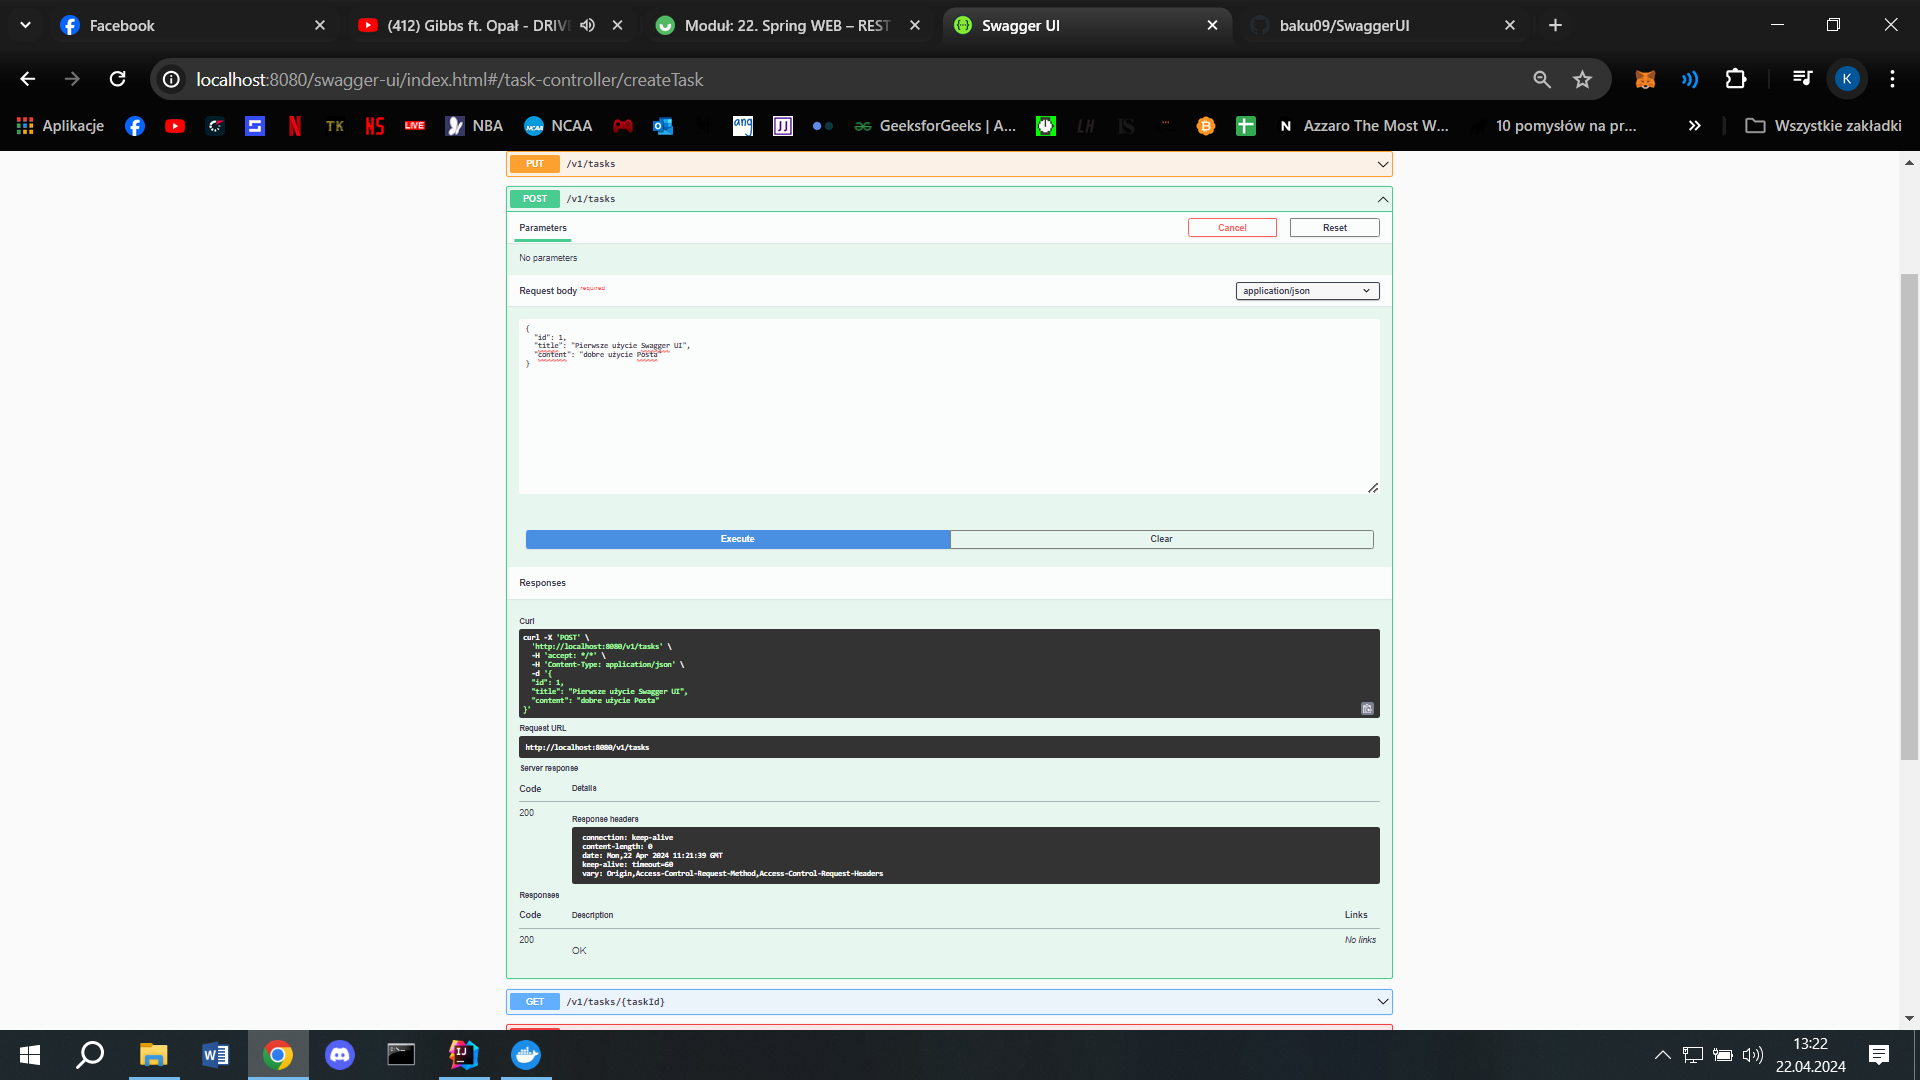 Facebook
(412) Gibbs ft. Opał - DRIV
Moduł: 22. Spring WEB – REST
Swagger UI
baku09/SwaggerUI
localhost:8080/swagger-ui/index.html#/task-controller/createTask
K
Aplikacje
TK
NS
LIVE
NBA
NCAA
ang
JJ
GeeksforGeeks | A...
LH
IS
N Azzaro The Most W...
10 pomysłów na pr...
Wszystkie zakładki
PUT /v1/tasks
POST /v1/tasks
Parameters
Cancel
Reset
No parameters
Request body required
application/json
{
"id": 1,
"title": "Pierwsze użycie Swagger UI",
"content": "dobre użycie Posta"
}
Execute
Clear
Responses
Curl
curl -X 'POST' \
'http://localhost:8080/v1/tasks' \
-H 'accept: */*' \
-H 'Content-Type: application/json' \
-d '{
"id": 1,
"title": "Pierwsze użycie Swagger UI",
"content": "dobre użycie Posta"
}'
Request URL
http://localhost:8080/v1/tasks
Server response
Code Details
200
Response headers
connection: keep-alive
content-length: 0
date: Mon,22 Apr 2024 11:21:39 GMT
keep-alive: timeout=60
vary: Origin,Access-Control-Request-Method,Access-Control-Request-Headers
Responses
Code Description Links
200 No links
OK
GET /v1/tasks/{taskId}
13:22
22.04.2024